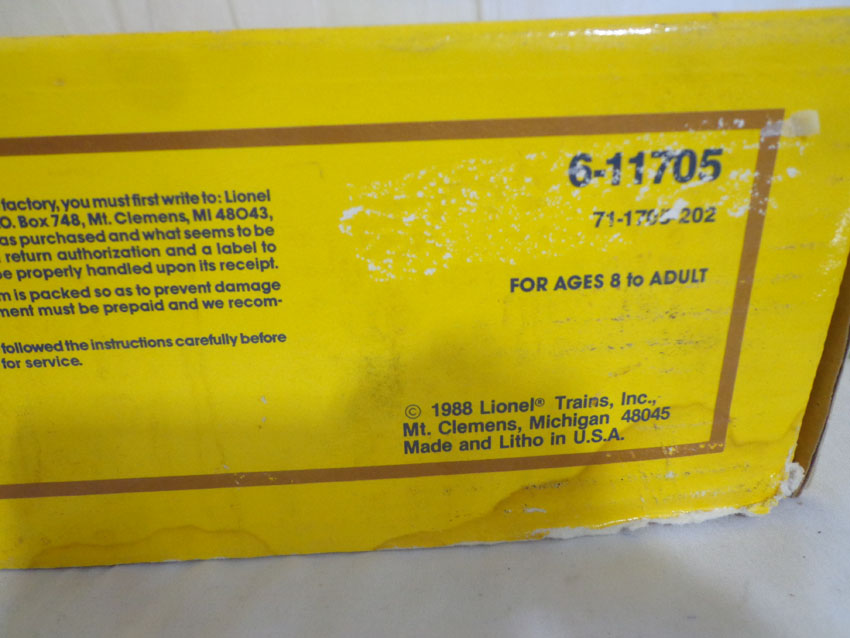 factory, you must first write to: Lionel
O. Box 748, Mt. Clemens, MI 48043,
as purchased and what seems to be
return authorization and a label to
e properly handled upon its receipt.
m is packed so as to prevent damage
ment must be prepaid and we recom-
followed the instructions carefully before
for service.
6-11705
71-1705-202
FOR AGES 8 to ADULT
© 1988 Lionel® Trains, Inc.,
Mt. Clemens, Michigan 48045
Made and Litho in U.S.A.